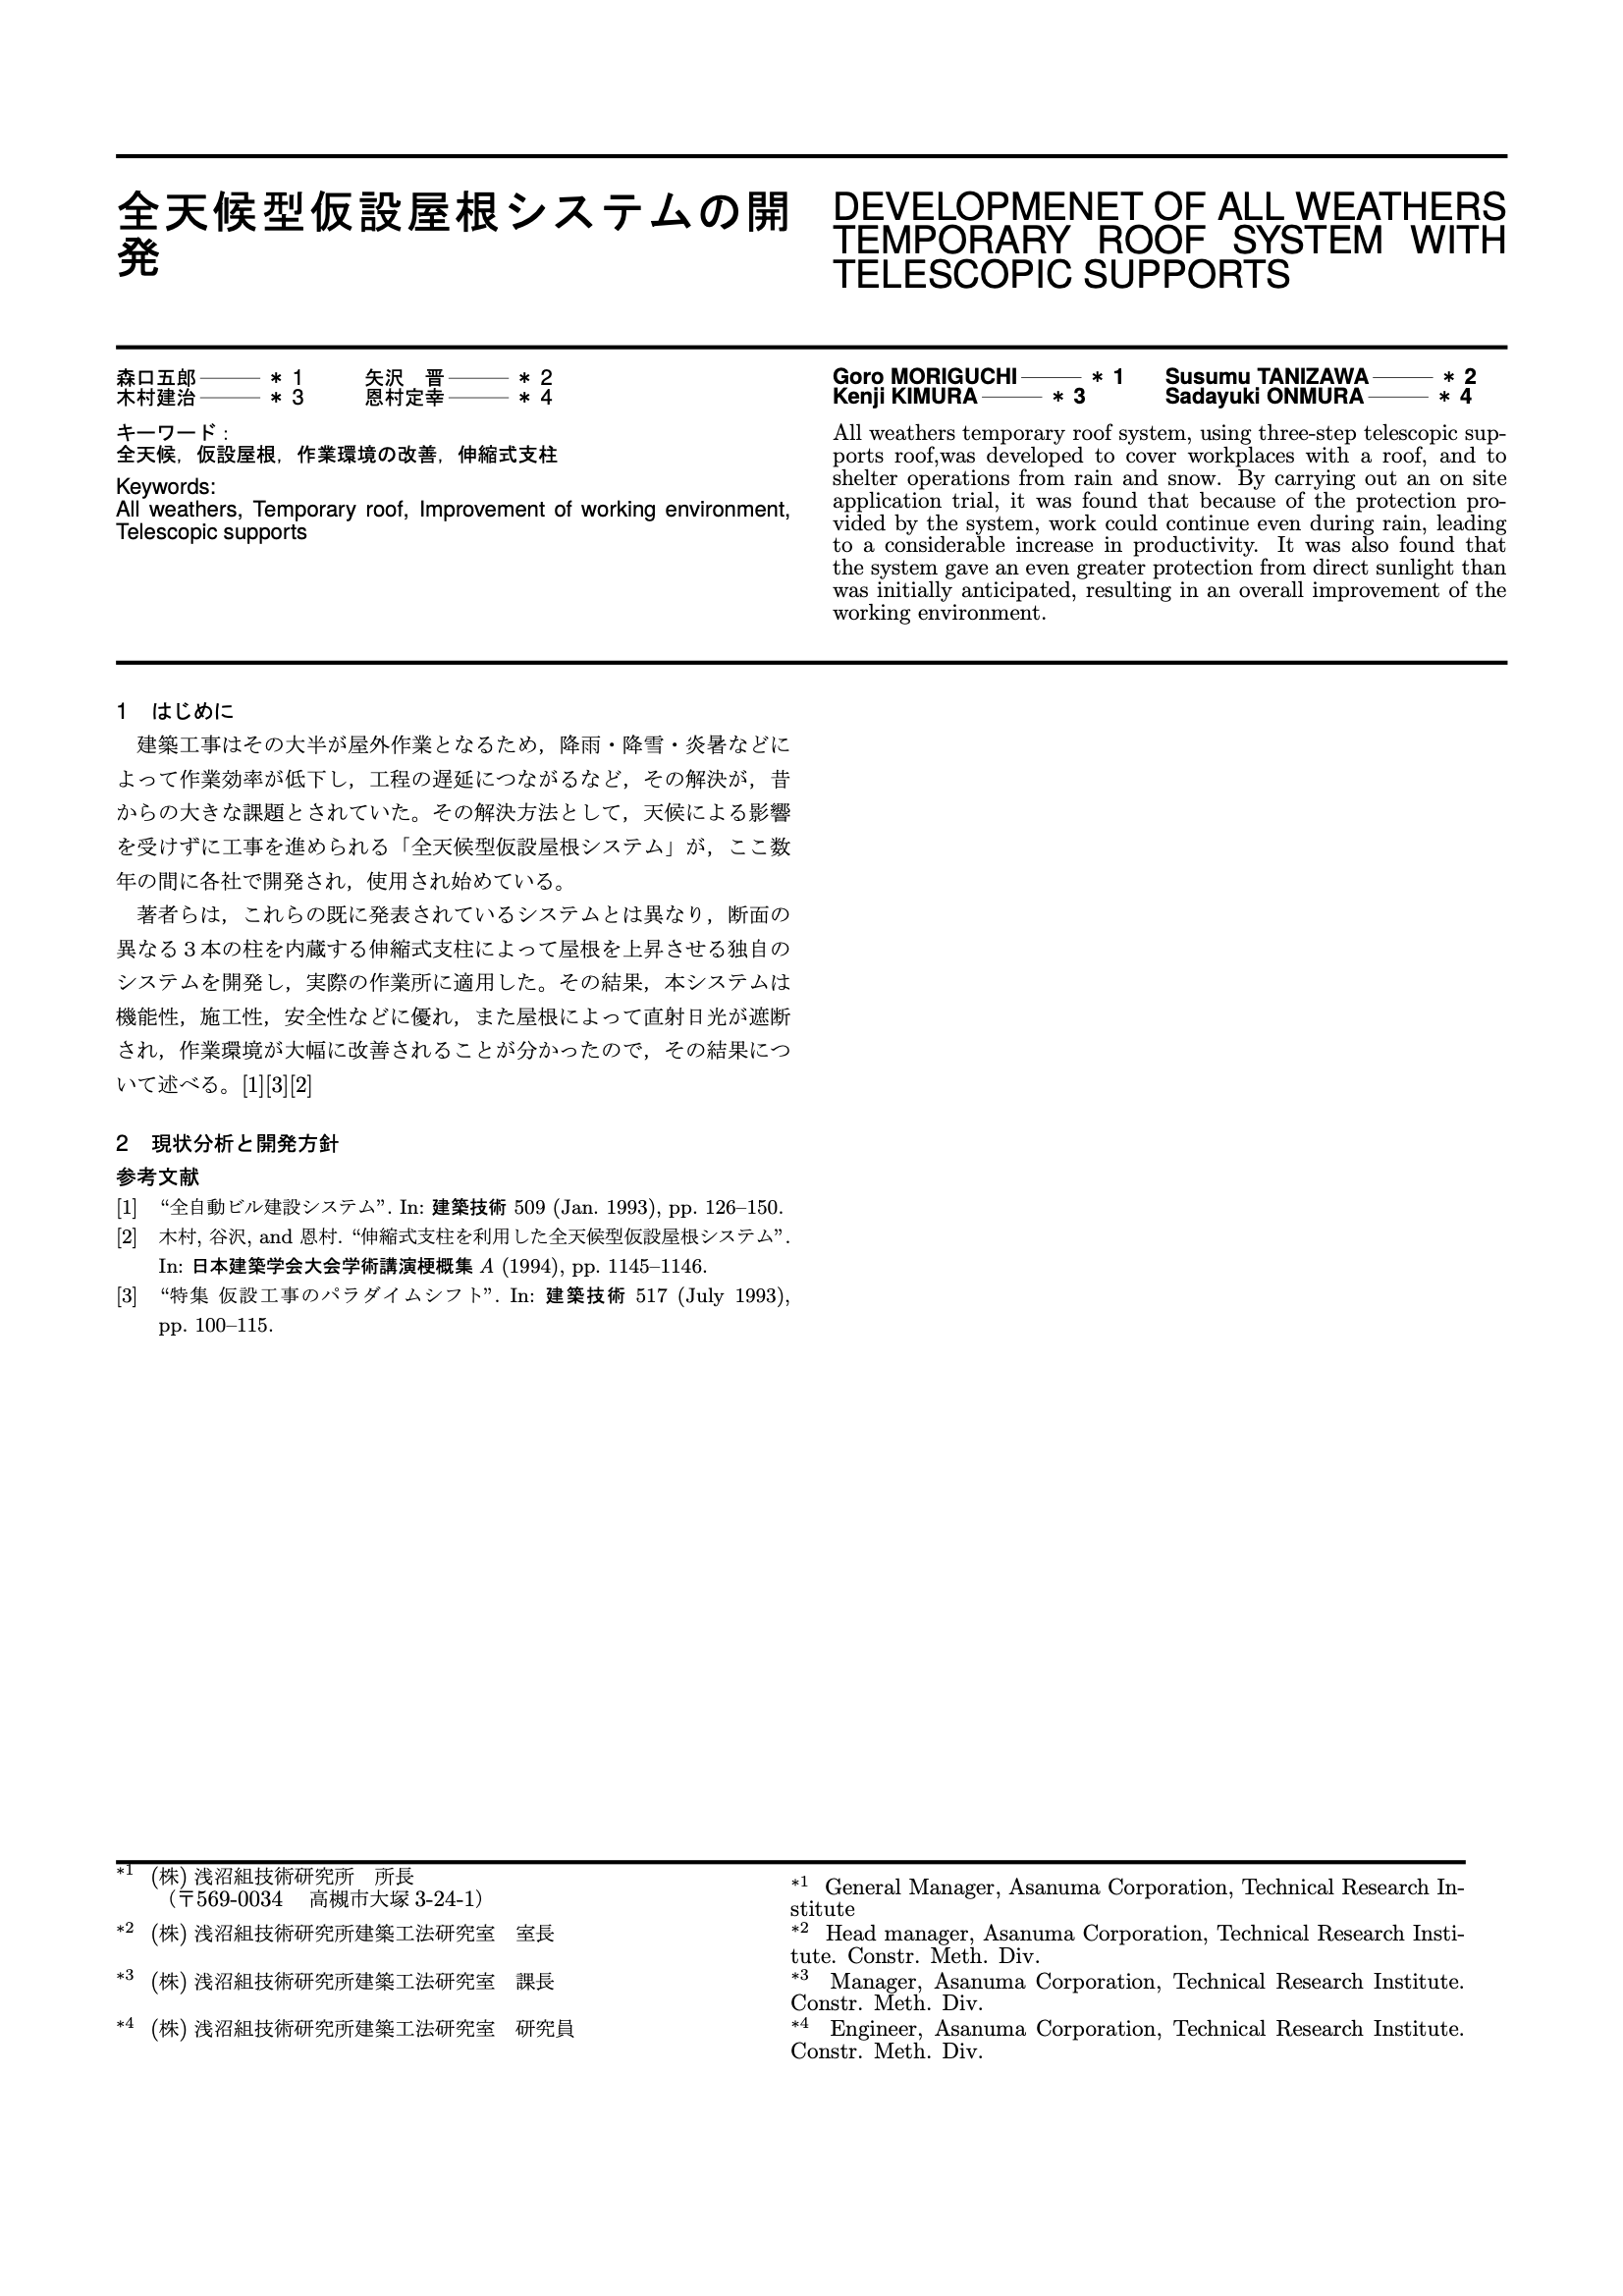 全天候型仮設屋根システムの開
発
DEVELOPMENET OF ALL WEATHERS
TEMPORARY ROOF SYSTEM WITH
TELESCOPIC SUPPORTS
森口五郎——— * 1　矢沢　晋——— * 2
木村建治——— * 3　恩村定幸——— * 4
キーワード：
全天候，仮設屋根，作業環境の改善，伸縮式支柱
Keywords:
All weathers, Temporary roof, Improvement of working environment,
Telescopic supports
Goro MORIGUCHI——— * 1　Susumu TANIZAWA——— * 2
Kenji KIMURA——— * 3　Sadayuki ONMURA——— * 4
All weathers temporary roof system, using three-step telescopic sup-
ports roof,was developed to cover workplaces with a roof, and to
shelter operations from rain and snow. By carrying out an on site
application trial, it was found that because of the protection pro-
vided by the system, work could continue even during rain, leading
to a considerable increase in productivity. It was also found that
the system gave an even greater protection from direct sunlight than
was initially anticipated, resulting in an overall improvement of the
working environment.
1　はじめに
建築工事はその大半が屋外作業となるため，降雨・降雪・炎暑などに
よって作業効率が低下し，工程の遅延につながるなど，その解決が，昔
からの大きな課題とされていた。その解決方法として，天候による影響
を受けずに工事を進められる「全天候型仮設屋根システム」が，ここ数
年の間に各社で開発され，使用され始めている。
著者らは，これらの既に発表されているシステムとは異なり，断面の
異なる3本の柱を内蔵する伸縮式支柱によって屋根を上昇させる独自の
システムを開発し，実際の作業所に適用した。その結果，本システムは
機能性，施工性，安全性などに優れ，また屋根によって直射日光が遮断
され，作業環境が大幅に改善されることが分かったので，その結果につ
いて述べる。[1][3][2]
2　現状分析と開発方針
参考文献
[1]　“全自動ビル建設システム”. In: 建築技術 509 (Jan. 1993), pp. 126–150.
[2]　木村, 谷沢, and 恩村. “伸縮式支柱を利用した全天候型仮設屋根システム”.
In: 日本建築学会大会学術講演梗概集 A (1994), pp. 1145–1146.
[3]　“特集 仮設工事のパラダイムシフト”. In: 建築技術 517 (July 1993),
pp. 100–115.
*1　(株) 浅沼組技術研究所　所長
（〒569-0034　高槻市大塚 3-24-1）
*2　(株) 浅沼組技術研究所建築工法研究室　室長
*3　(株) 浅沼組技術研究所建築工法研究室　課長
*4　(株) 浅沼組技術研究所建築工法研究室　研究員
*1　General Manager, Asanuma Corporation, Technical Research In-
stitute
*2　Head manager, Asanuma Corporation, Technical Research Insti-
tute. Constr. Meth. Div.
*3　Manager, Asanuma Corporation, Technical Research Institute.
Constr. Meth. Div.
*4　Engineer, Asanuma Corporation, Technical Research Institute.
Constr. Meth. Div.